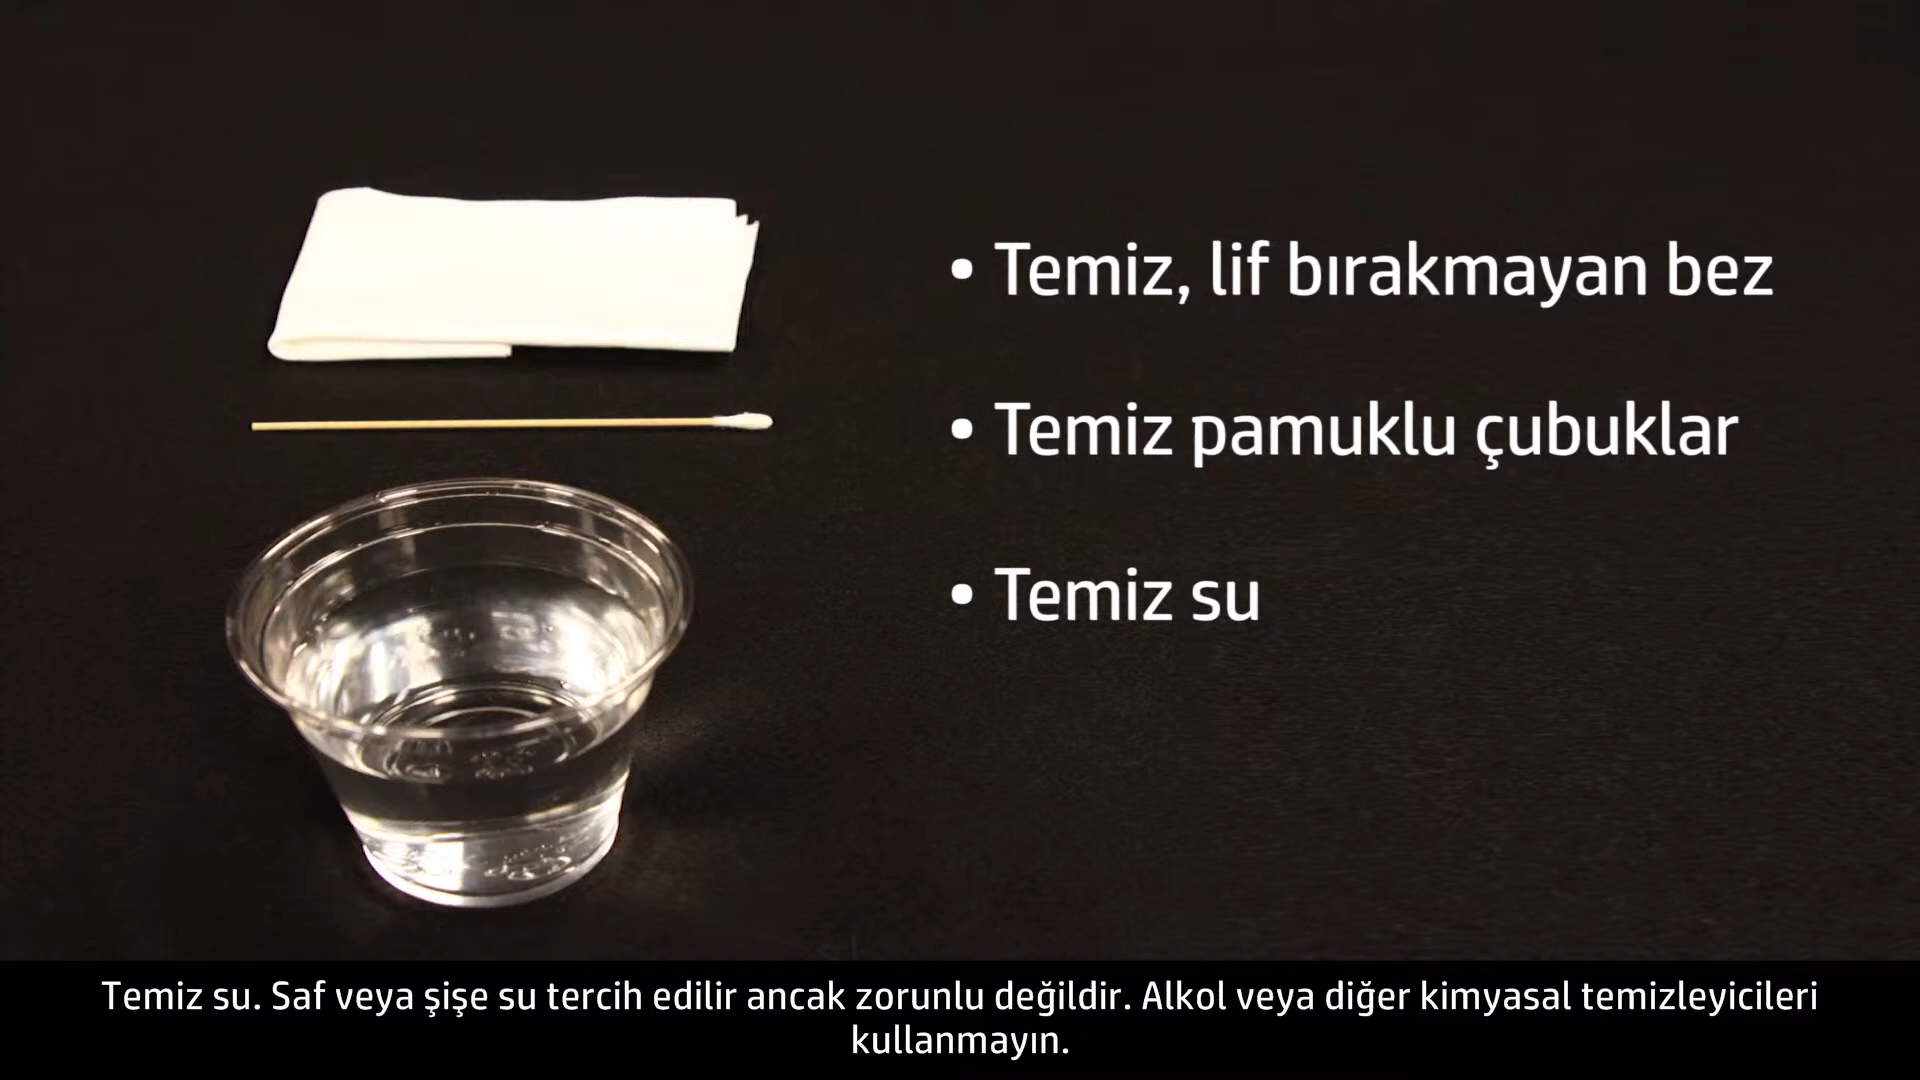 • Temiz, lif bırakmayan bez
• Temiz pamuklu çubuklar
• Temiz su
Temiz su. Saf veya şişe su tercih edilir ancak zorunlu değildir. Alkol veya diğer kimyasal temizleyicileri
kullanmayın.